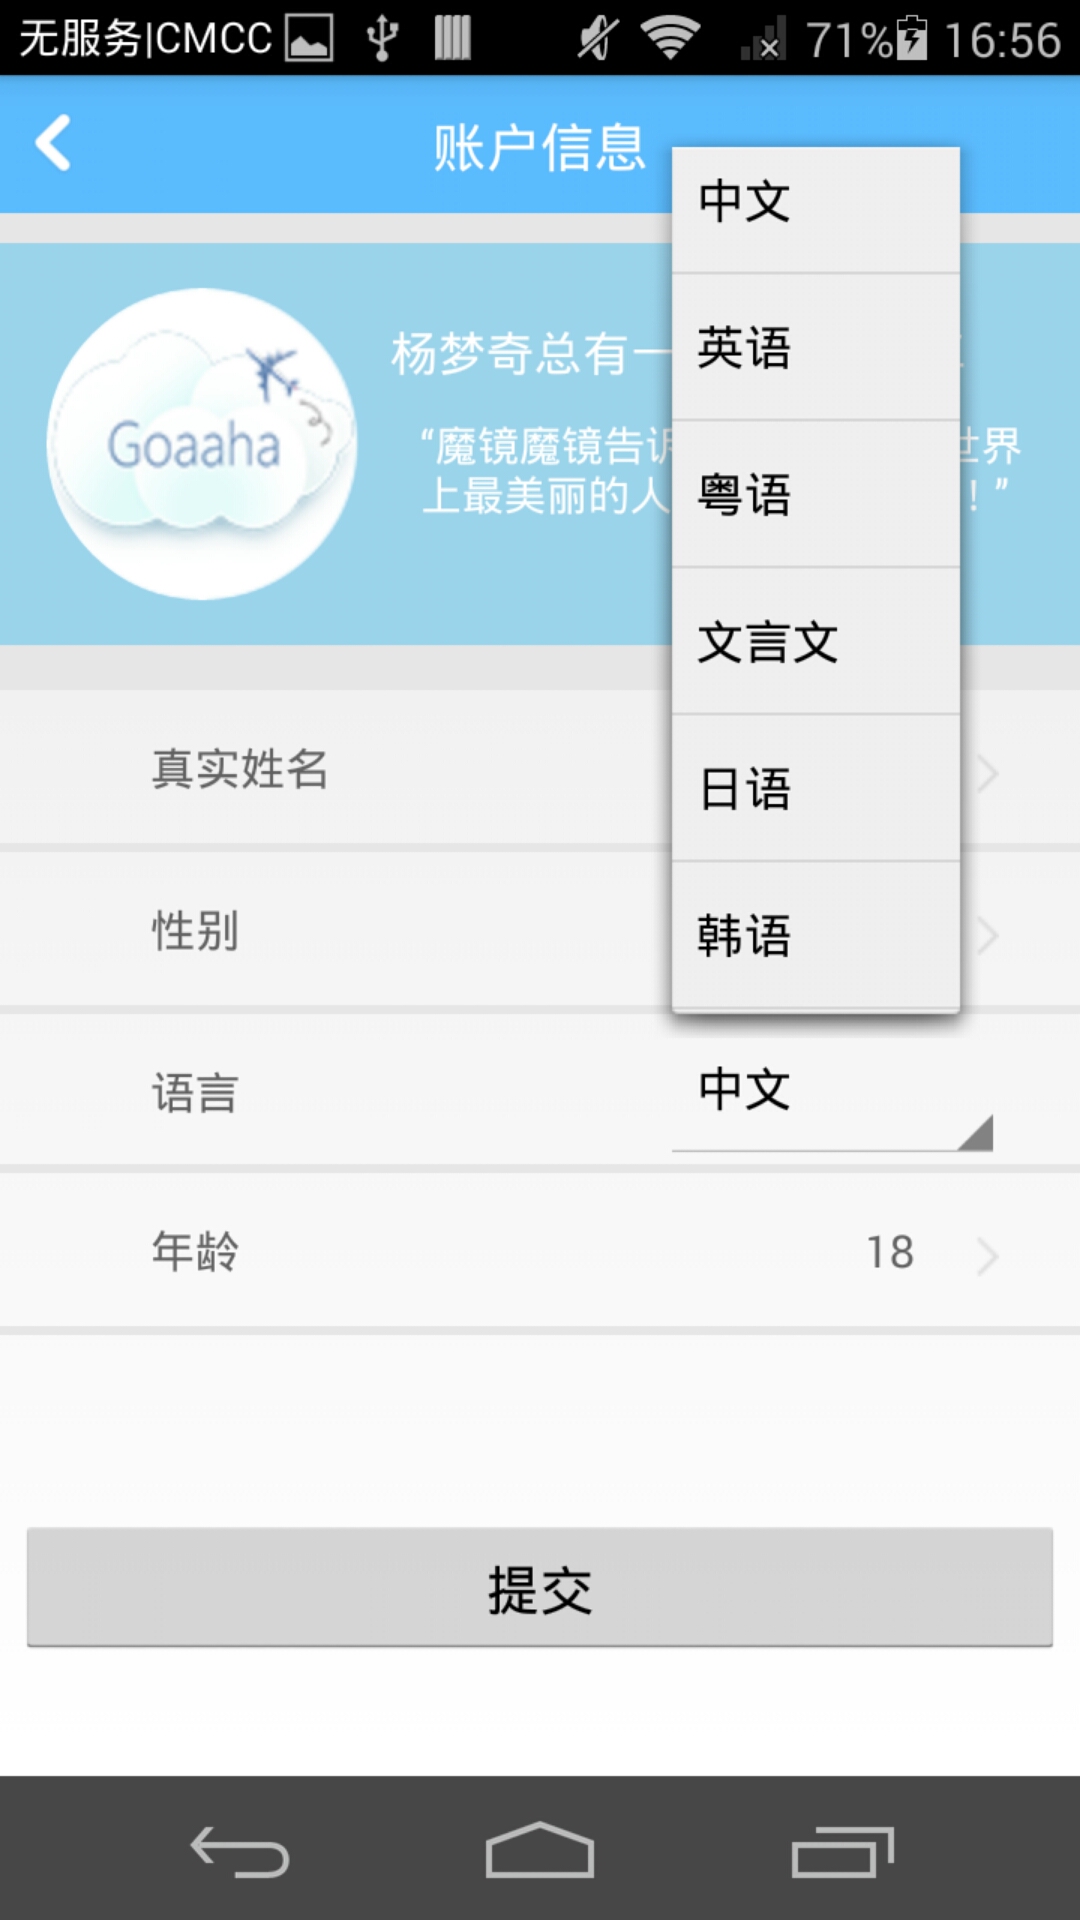 无服务|CMCC 71% 16:56
账户信息
Goaaha
杨梦奇总有一
“魔镜魔镜告诉 世界
上最美丽的人 ！”
中文
英语
粤语
文言文
日语
韩语
真实姓名
性别
语言 中文
年龄 18
提交